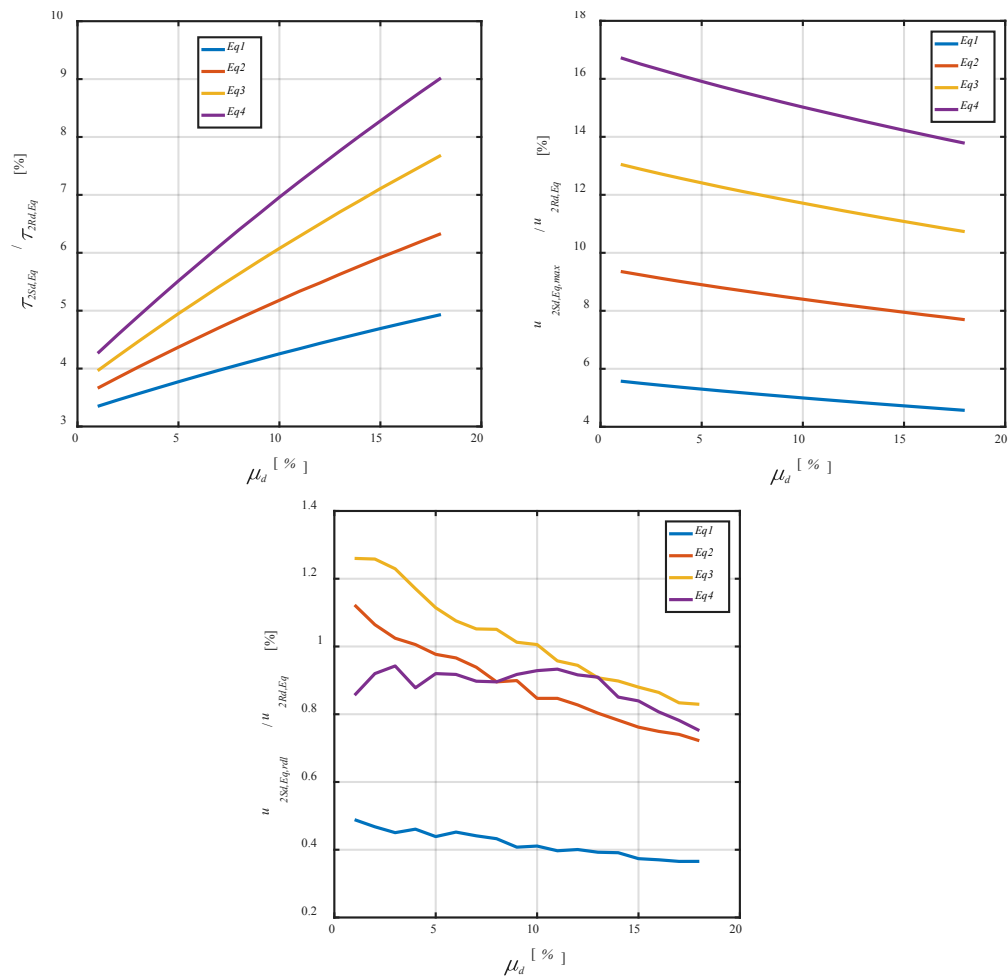 10
9
8
7
6
5
4
3
0
5
10
15
20
τ2Sd,Eq / τ2Rd,Eq [%]
μd [ % ]
Eq1
Eq2
Eq3
Eq4
18
16
14
12
10
8
6
4
0
5
10
15
20
u2Sd,Eq,max / u2Rd,Eq [%]
μd [ % ]
Eq1
Eq2
Eq3
Eq4
1.4
1.2
1
0.8
0.6
0.4
0.2
0
5
10
15
20
u2Sd,Eq,rdl / u2Rd,Eq [%]
μd [ % ]
Eq1
Eq2
Eq3
Eq4